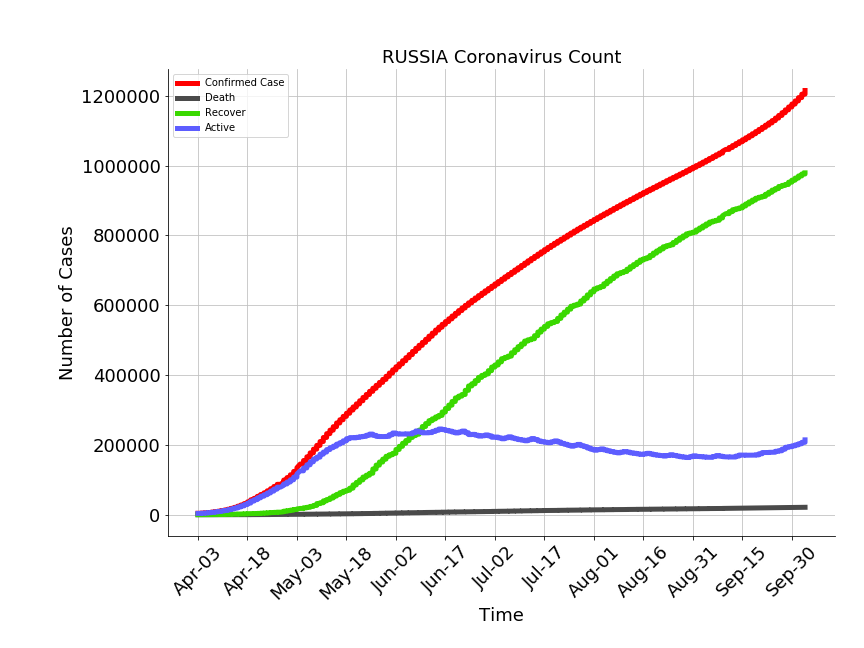 RUSSIA Coronavirus Count
Confirmed Case
Death
Recover
Active
Number of Cases
1200000
1000000
800000
600000
400000
200000
0
Apr-03
Apr-18
May-03
May-18
Jun-02
Jun-17
Jul-02
Jul-17
Aug-01
Aug-16
Aug-31
Sep-15
Sep-30
Time